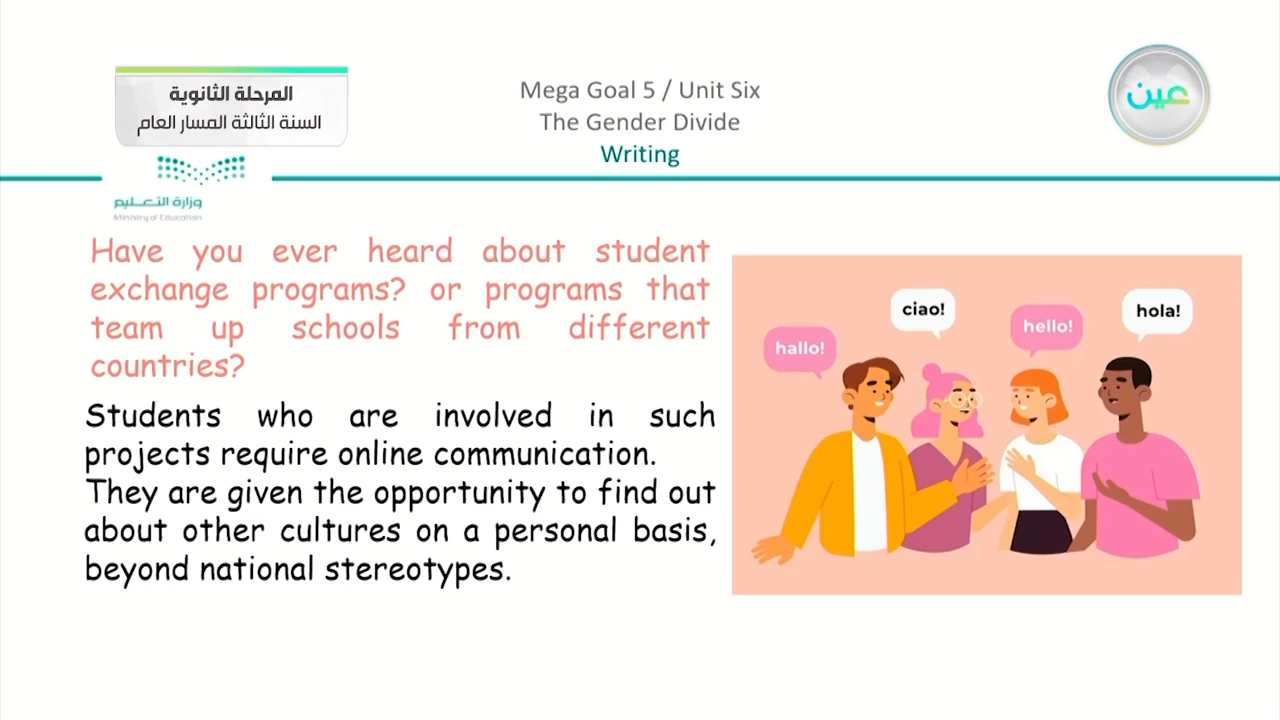 المرحلة الثانوية
السنة الثالثة المسار العام
Mega Goal 5 / Unit Six
The Gender Divide
Writing
عين
وزارة التعليم
Ministry of Education
Have you ever heard about student
exchange programs? or programs that
team up schools from different
countries?
Students who are involved in such
projects require online communication.
They are given the opportunity to find out
about other cultures on a personal basis,
beyond national stereotypes.
hallo!
ciao!
hello!
hola!